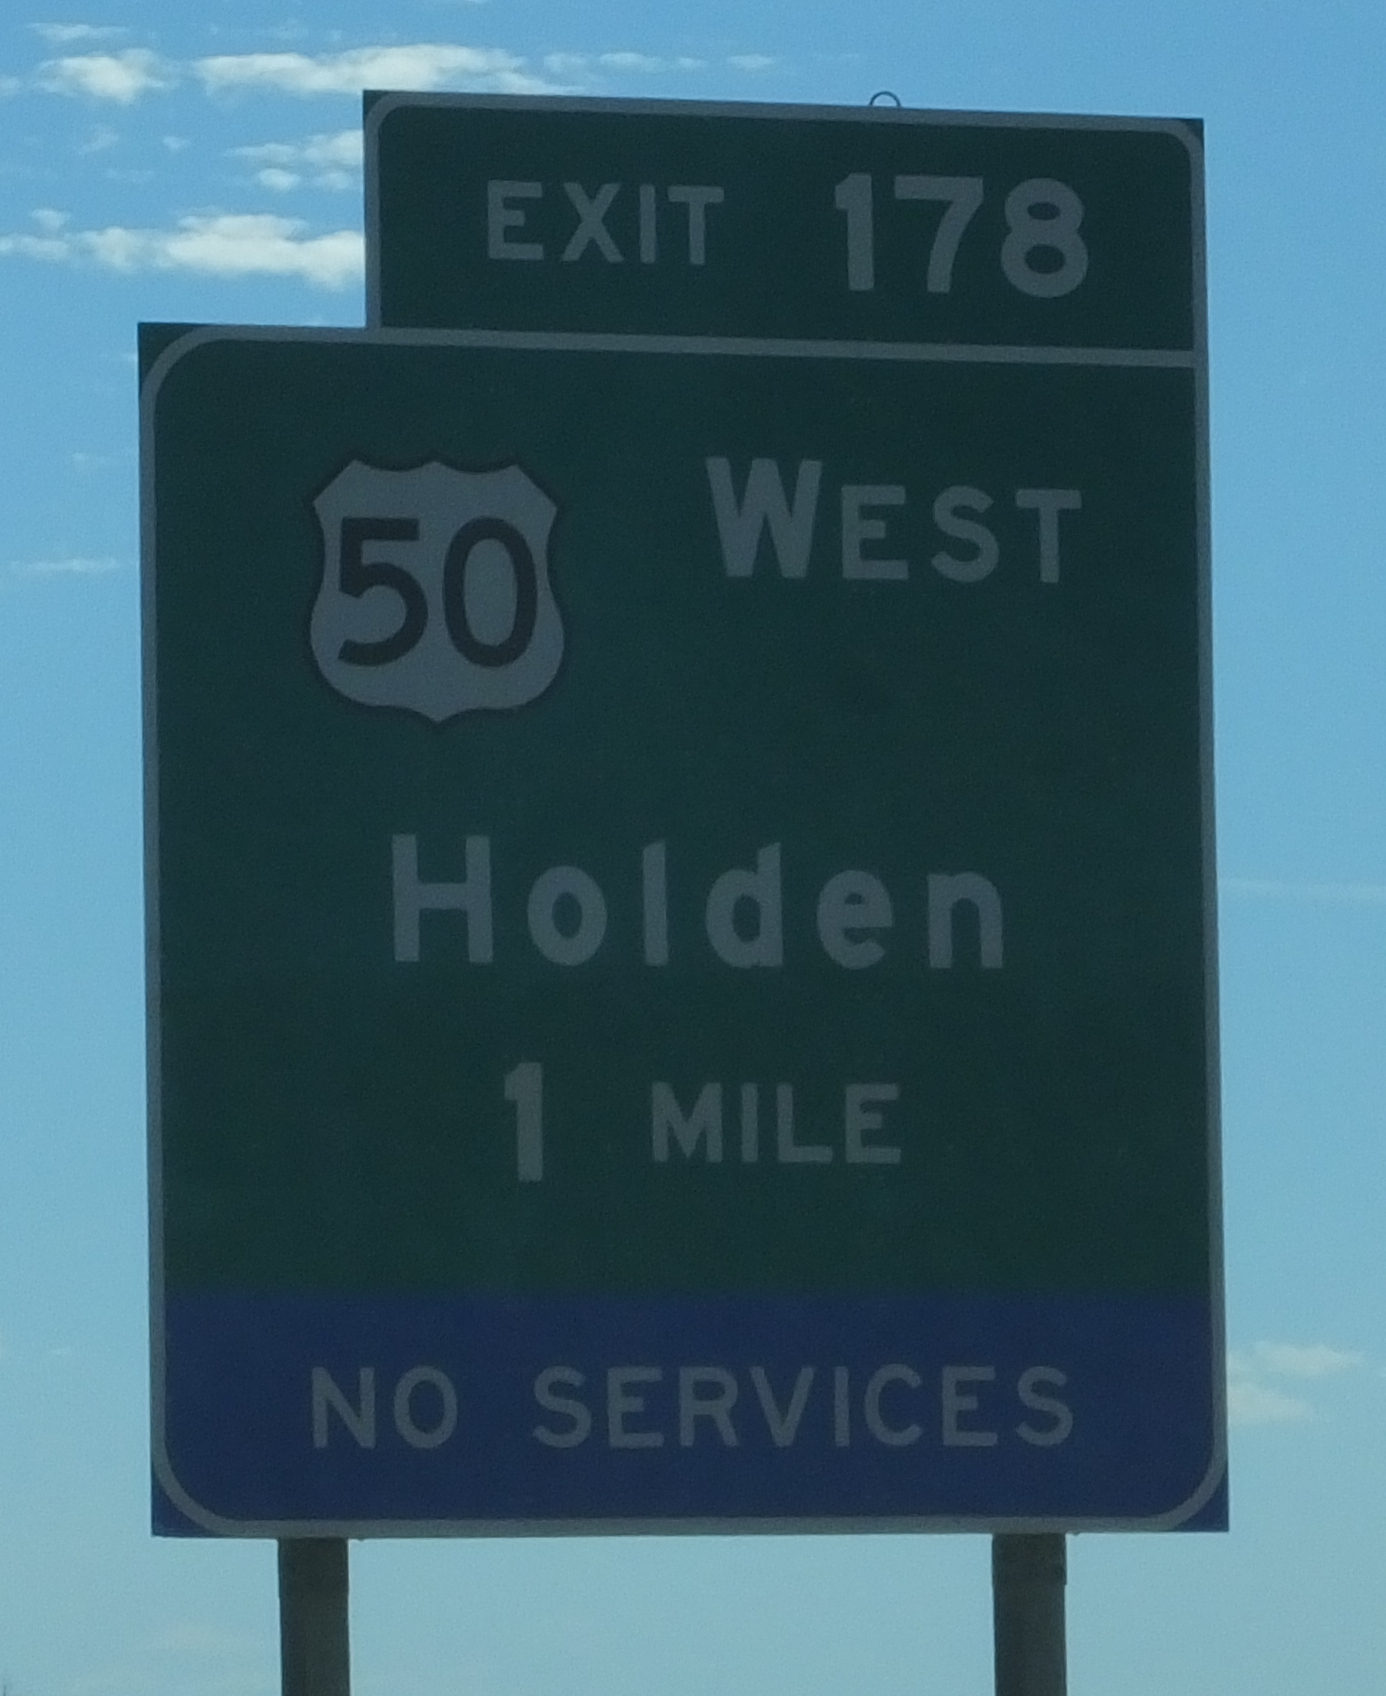 EXIT 178
50 WEST
Holden
1 MILE
NO SERVICES